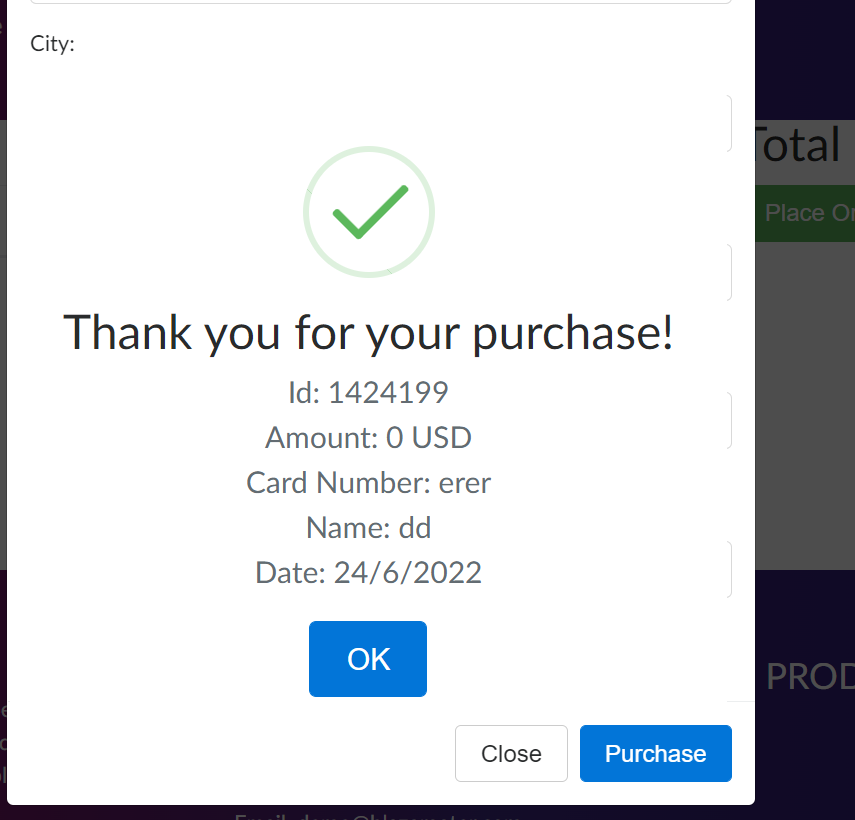 City:
Total
Place Or
Thank you for your purchase!
Id: 1424199
Amount: 0 USD
Card Number: erer
Name: dd
Date: 24/6/2022
OK
PROD
Close
Purchase